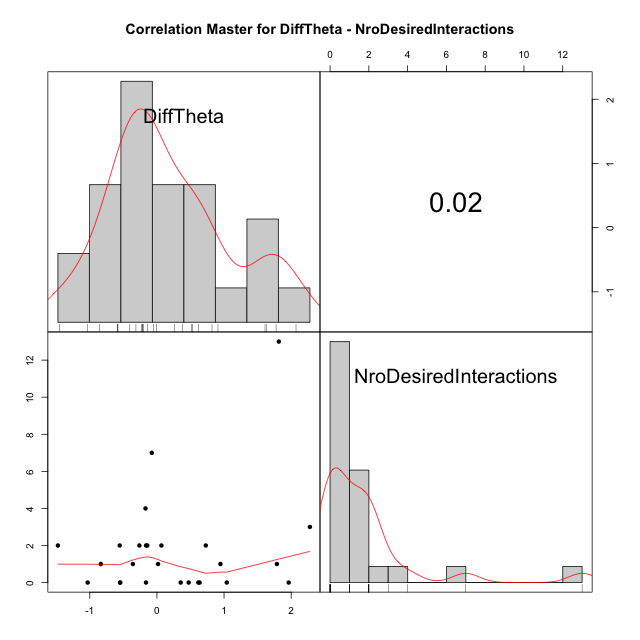 Correlation Master for DiffTheta - NroDesiredInteractions
0 2 4 6 8 10 12
DiffTheta
2
1
0
-1
0.02
12
10
8
6
4
2
0
NroDesiredInteractions
-1 0 1 2